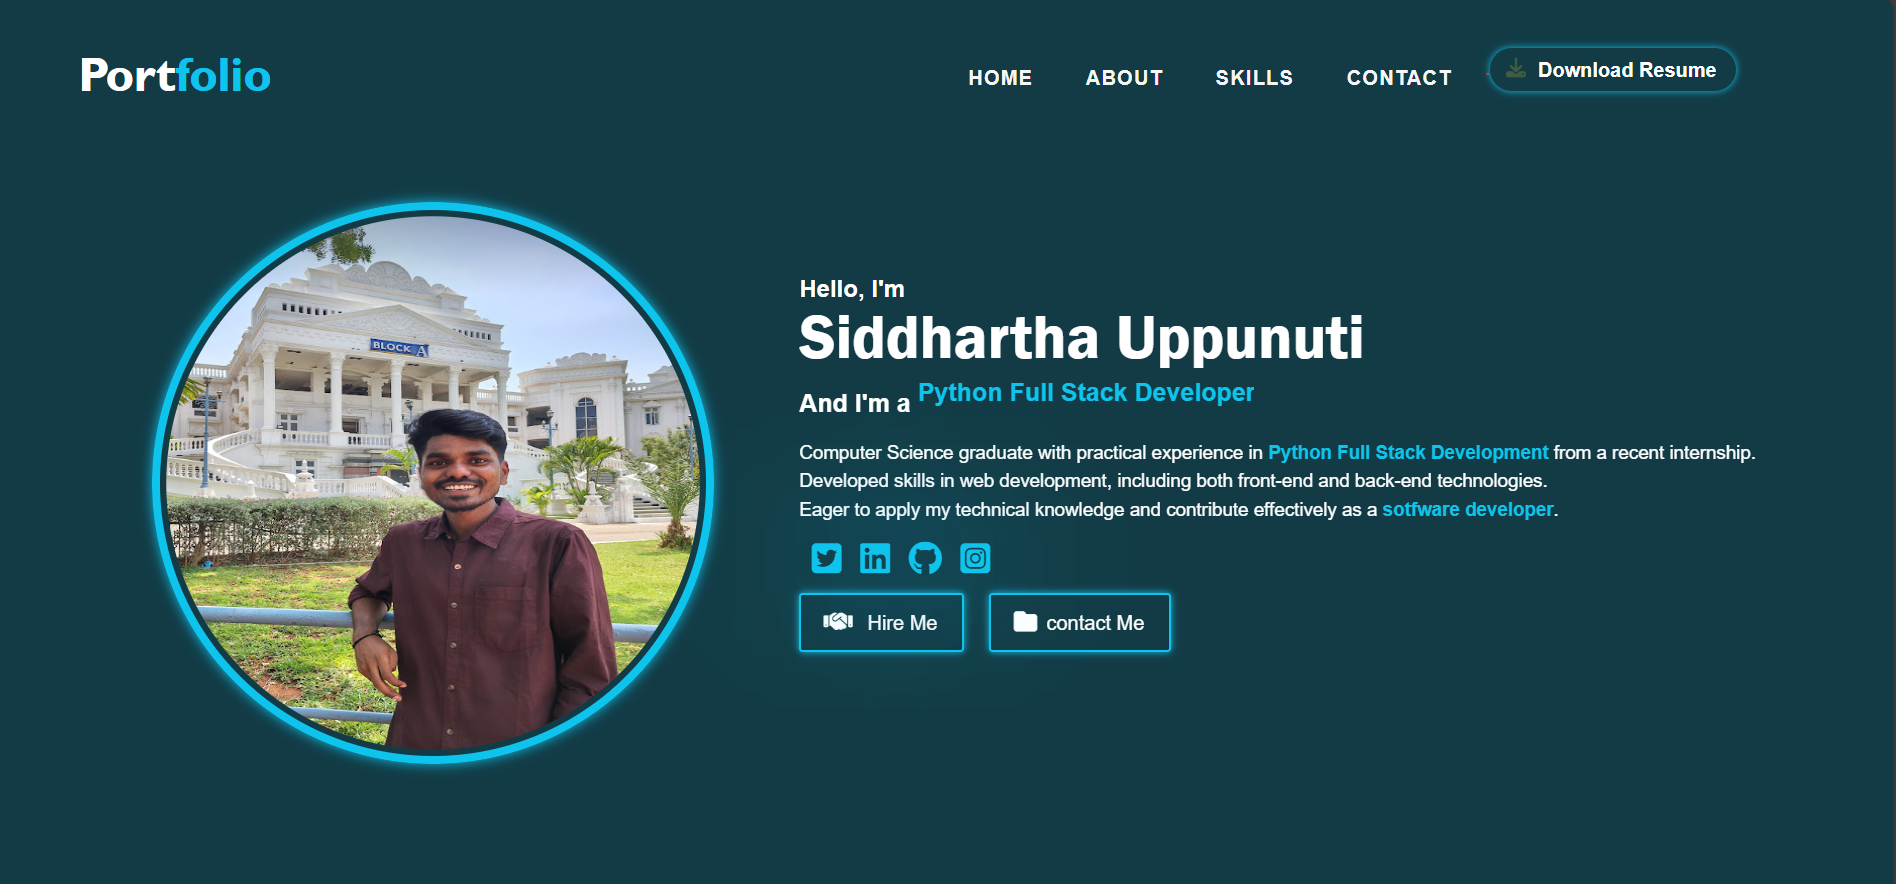 Portfolio
HOME ABOUT SKILLS CONTACT Download Resume
BLOCK A
Hello, I'm
Siddhartha Uppunuti
And I'm a Python Full Stack Developer
Computer Science graduate with practical experience in Python Full Stack Development from a recent internship.
Developed skills in web development, including both front-end and back-end technologies.
Eager to apply my technical knowledge and contribute effectively as a sotfware developer.
in
Hire Me contact Me